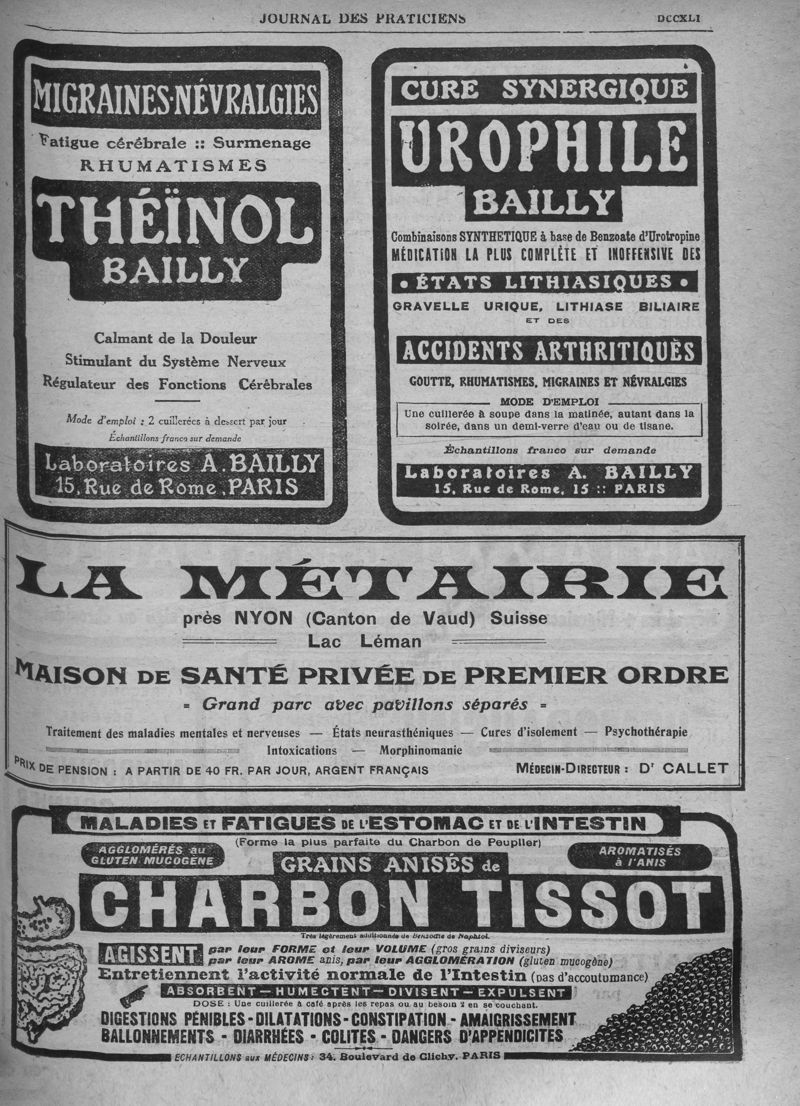 JOURNAL DES PRATICIENS
DCCXLI
MIGRAINES-NÉVRALGIES
Fatigue cérébrale :: Surmenage
RHUMATISMES
THÉÏNOL
BAILLY
Calmant de la Douleur
Stimulant du Système Nerveux
Régulateur des Fonctions Cérébrales
Mode d'emploi : 2 cuillerées à dessert par jour
Échantillons franco sur demande
Laboratoires A. BAILLY
15, Rue de Rome, PARIS
CURE SYNERGIQUE
UROPHILE
BAILLY
Combinaisons SYNTHETIQUE à base de Benzoate d'Urotropine
MÉDICATION LA PLUS COMPLÈTE ET INOFFENSIVE DES
• ÉTATS LITHIASIQUES •
GRAVELLE URIQUE, LITHIASE BILIAIRE
ET DES
ACCIDENTS ARTHRITIQUÈS
GOUTTE, RHUMATISMES, MIGRAINES ET NÉVRALGIES
MODE D'EMPLOI
Une cuillerée à soupe dans la matinée, autant dans la
soirée, dans un demi-verre d'eau ou de tisane.
Échantillons franco sur demande
Laboratoires A. BAILLY
15, Rue de Rome, 15 :: PARIS
LA MÉTAIRIE
près NYON (Canton de Vaud) Suisse
Lac Léman
MAISON DE SANTÉ PRIVÉE DE PREMIER ORDRE
= Grand parc avec pavillons séparés =
Traitement des maladies mentales et nerveuses — États neurasthéniques — Cures d'isolement — Psychothérapie
Intoxications — Morphinomanie
PRIX DE PENSION : A PARTIR DE 40 FR. PAR JOUR, ARGENT FRANÇAIS
MÉDECIN-DIRECTEUR : Dr CALLET
MALADIES ET FATIGUES DE L'ESTOMAC ET DE L'INTESTIN
(Forme la plus parfaite du Charbon de Peuplier)
AGGLOMÉRÉS au
GLUTEN MUCOGÈNE
AROMATISÉS
à l'ANIS
GRAINS ANISÉS de
CHARBON TISSOT
Très légèrement additionnés de Benzoate de Naphtol.
AGISSENT
par leur FORME et leur VOLUME (gros grains diviseurs)
par leur AROME anis, par leur AGGLOMÉRATION (gluten mucogène)
Entretiennent l'activité normale de l'Intestin (pas d'accoutumance)
ABSORBENT — HUMECTENT — DIVISENT — EXPULSENT
DOSE : Une cuillerée à café après les repas ou au besoin s'il en se couchant.
DIGESTIONS PÉNIBLES - DILATATIONS - CONSTIPATION - AMAIGRISSEMENT
BALLONNEMENTS - DIARRHÉES - COLITES - DANGERS D'APPENDICITES
ÉCHANTILLONS aux MÉDECINS : 34, Boulevard de Clichy, PARIS